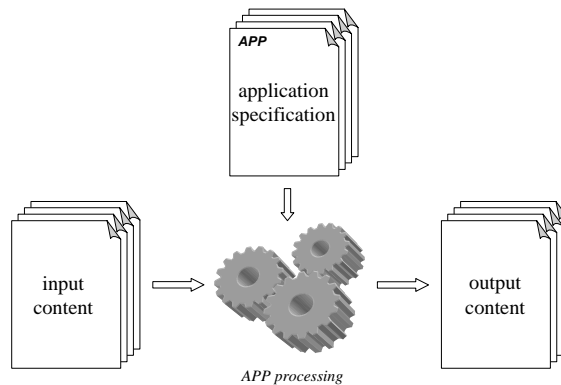 APP
application
specification
input
content
output
content
APP processing